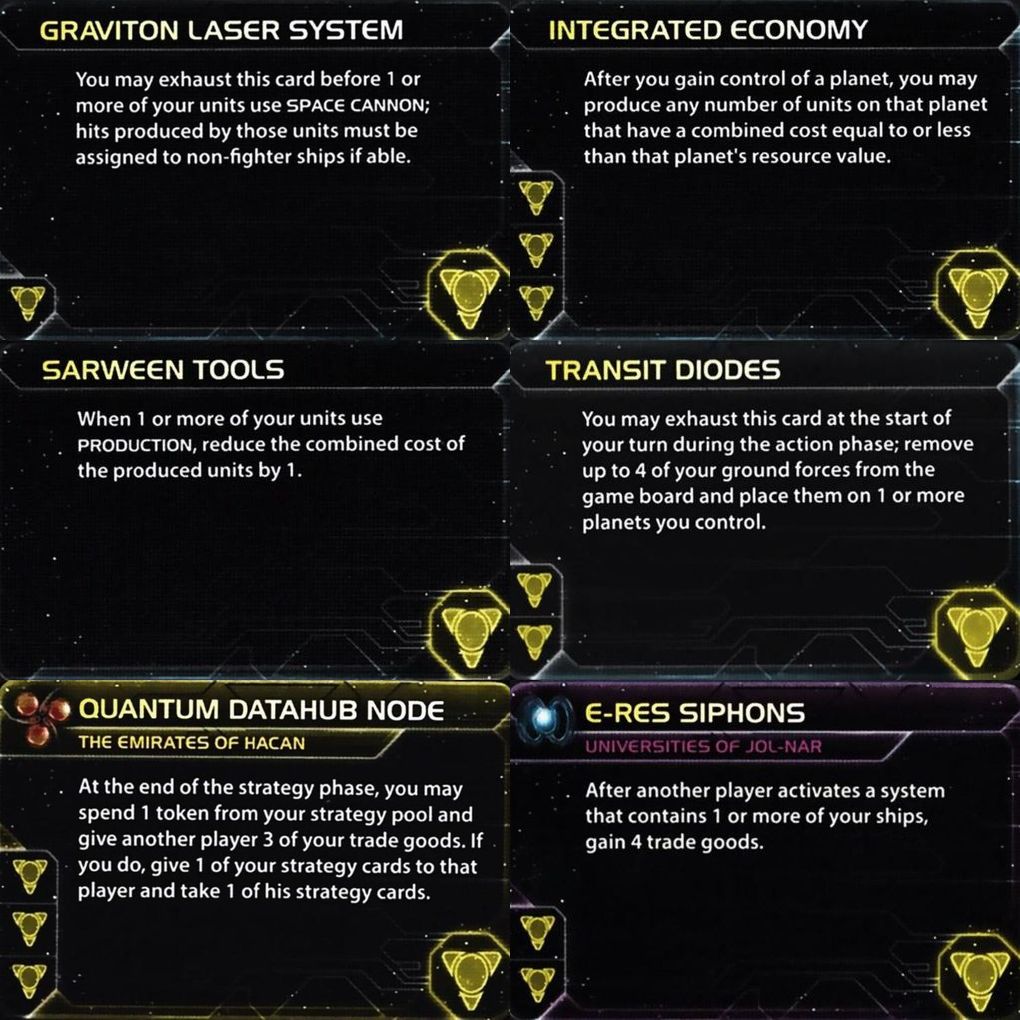 GRAVITON LASER SYSTEM
You may exhaust this card before 1 or
more of your units use SPACE CANNON;
hits produced by those units must be
assigned to non-fighter ships if able.
INTEGRATED ECONOMY
After you gain control of a planet, you may
produce any number of units on that planet
that have a combined cost equal to or less
than that planet's resource value.
SARWEEN TOOLS
When 1 or more of your units use
PRODUCTION, reduce the combined cost of
the produced units by 1.
TRANSIT DIODES
You may exhaust this card at the start of
your turn during the action phase; remove
up to 4 of your ground forces from the
game board and place them on 1 or more
planets you control.
QUANTUM DATAHUB NODE
THE EMIRATES OF HACAN
At the end of the strategy phase, you may
spend 1 token from your strategy pool and
give another player 3 of your trade goods. If
you do, give 1 of your strategy cards to that
player and take 1 of his strategy cards.
E-RES SIPHONS
UNIVERSITIES OF JOL-NAR
After another player activates a system
that contains 1 or more of your ships,
gain 4 trade goods.